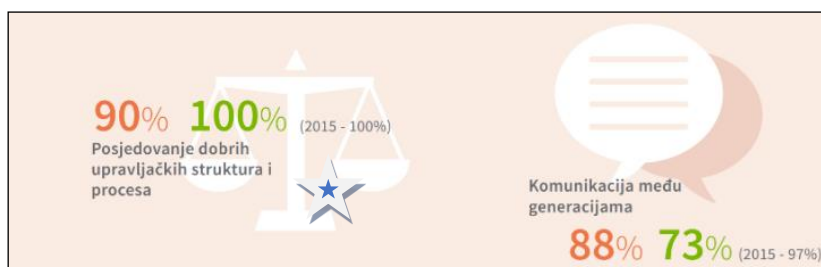 90% 100% (2015 - 100%)
Posjedovanje dobrih
upravljačkih struktura i
procesa
Komunikacija među
generacijama
88% 73% (2015 - 97%)